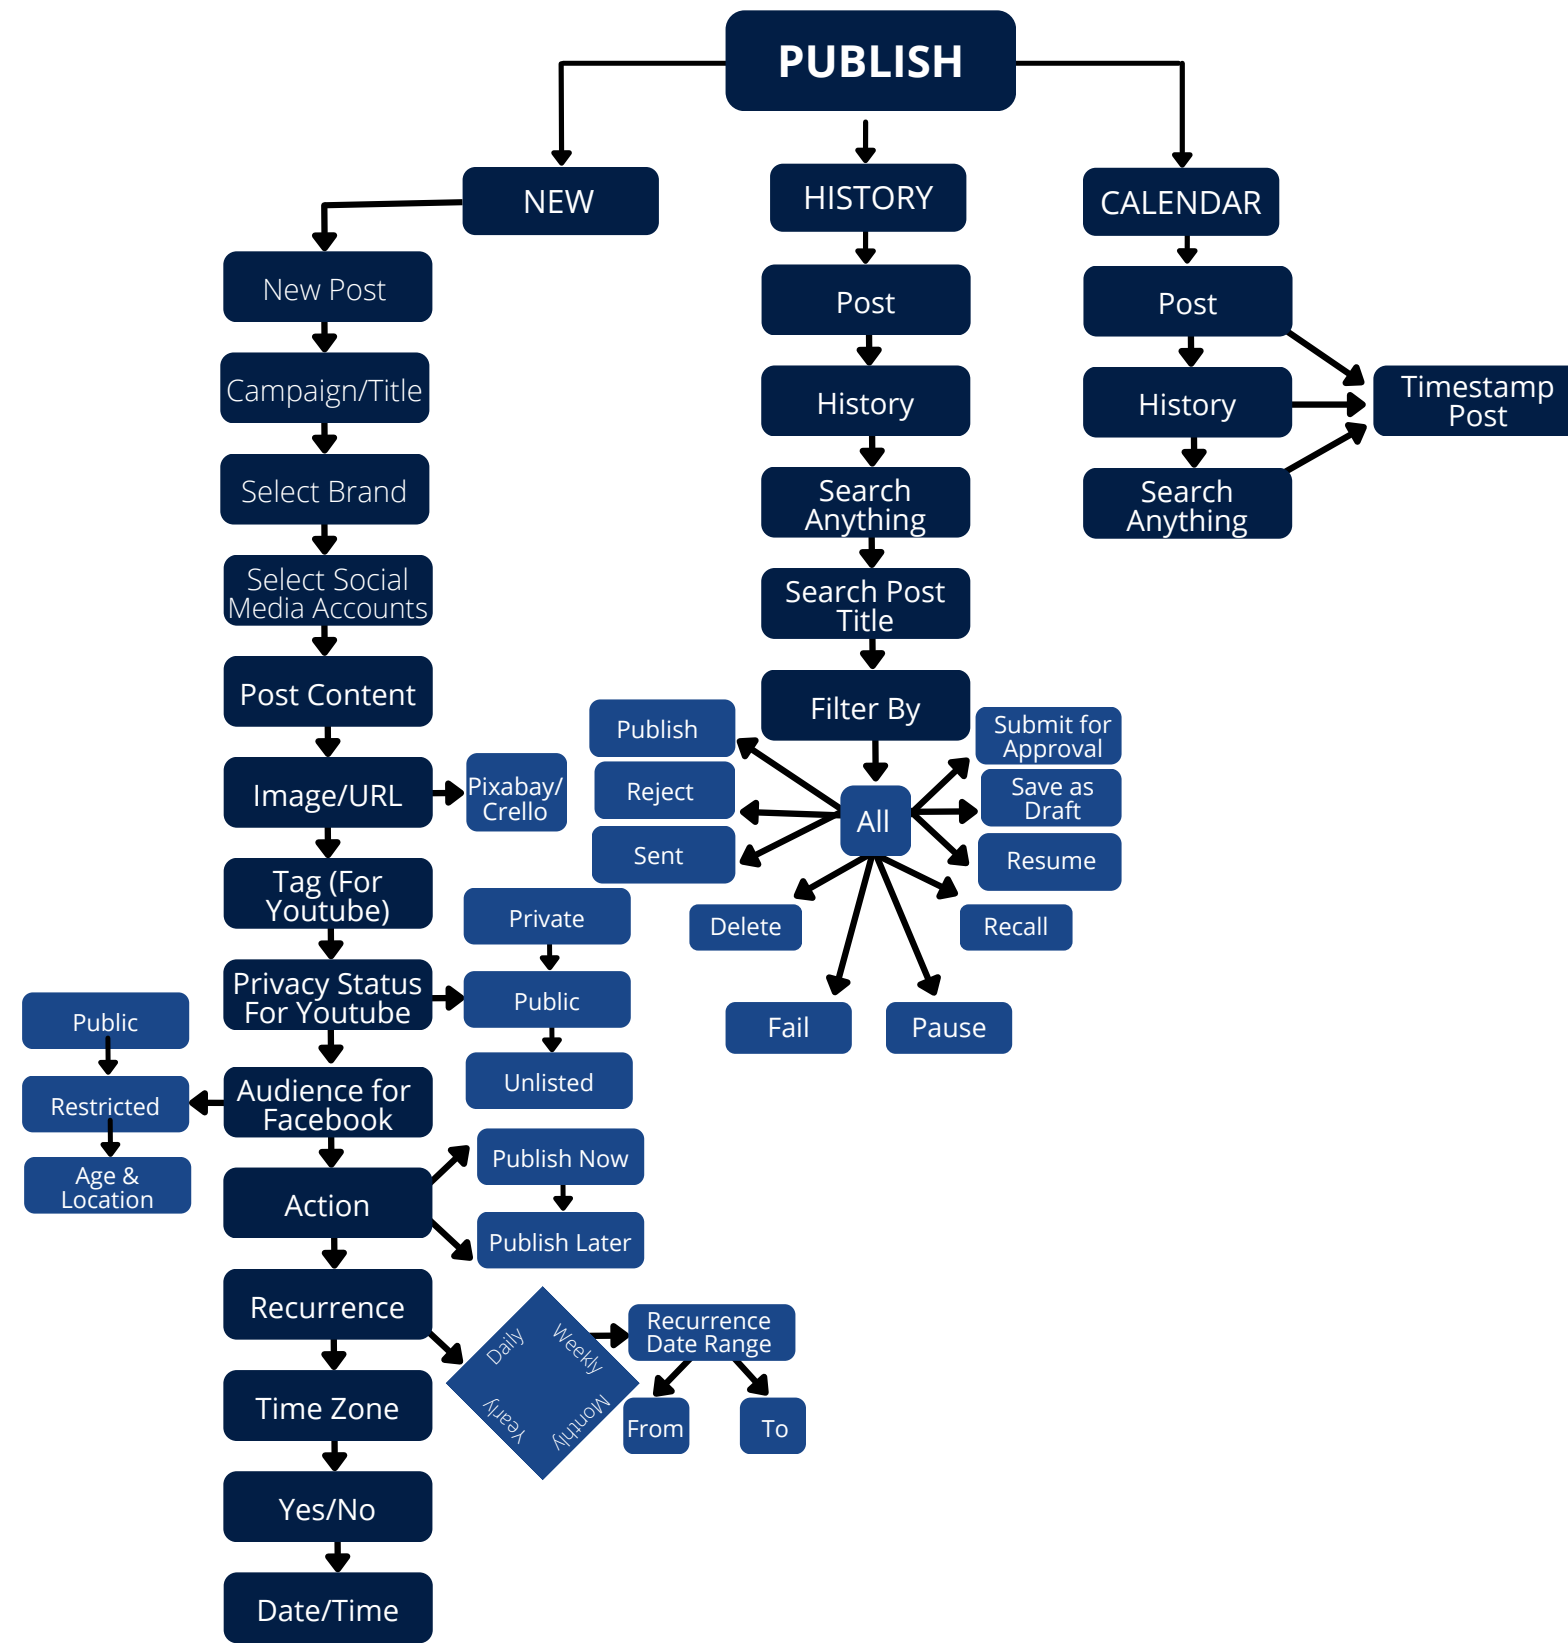 PUBLISH
NEW
HISTORY
CALENDAR
New Post
Campaign/Title
Select Brand
Select Social
Media Accounts
Post Content
Image/URL
Pixabay/
Crello
Tag (For
Youtube)
Privacy Status
For Youtube
Private
Public
Unlisted
Audience for
Facebook
Public
Restricted
Age &
Location
Action
Publish Now
Publish Later
Recurrence
Daily
Weekly
Monthly
Yearly
Recurrence
Date Range
From
To
Time Zone
Yes/No
Date/Time
Post
History
Search
Anything
Search Post
Title
Filter By
All
Publish
Reject
Sent
Delete
Fail
Pause
Recall
Resume
Save as
Draft
Submit for
Approval
Post
History
Search
Anything
Timestamp
Post